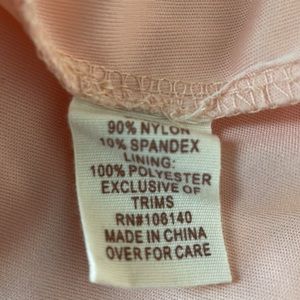 90% NYLON
10% SPANDEX
LINING:
100% POLYESTER
EXCLUSIVE OF
TRIMS
RN#106140
MADE IN CHINA
OVER FOR CARE